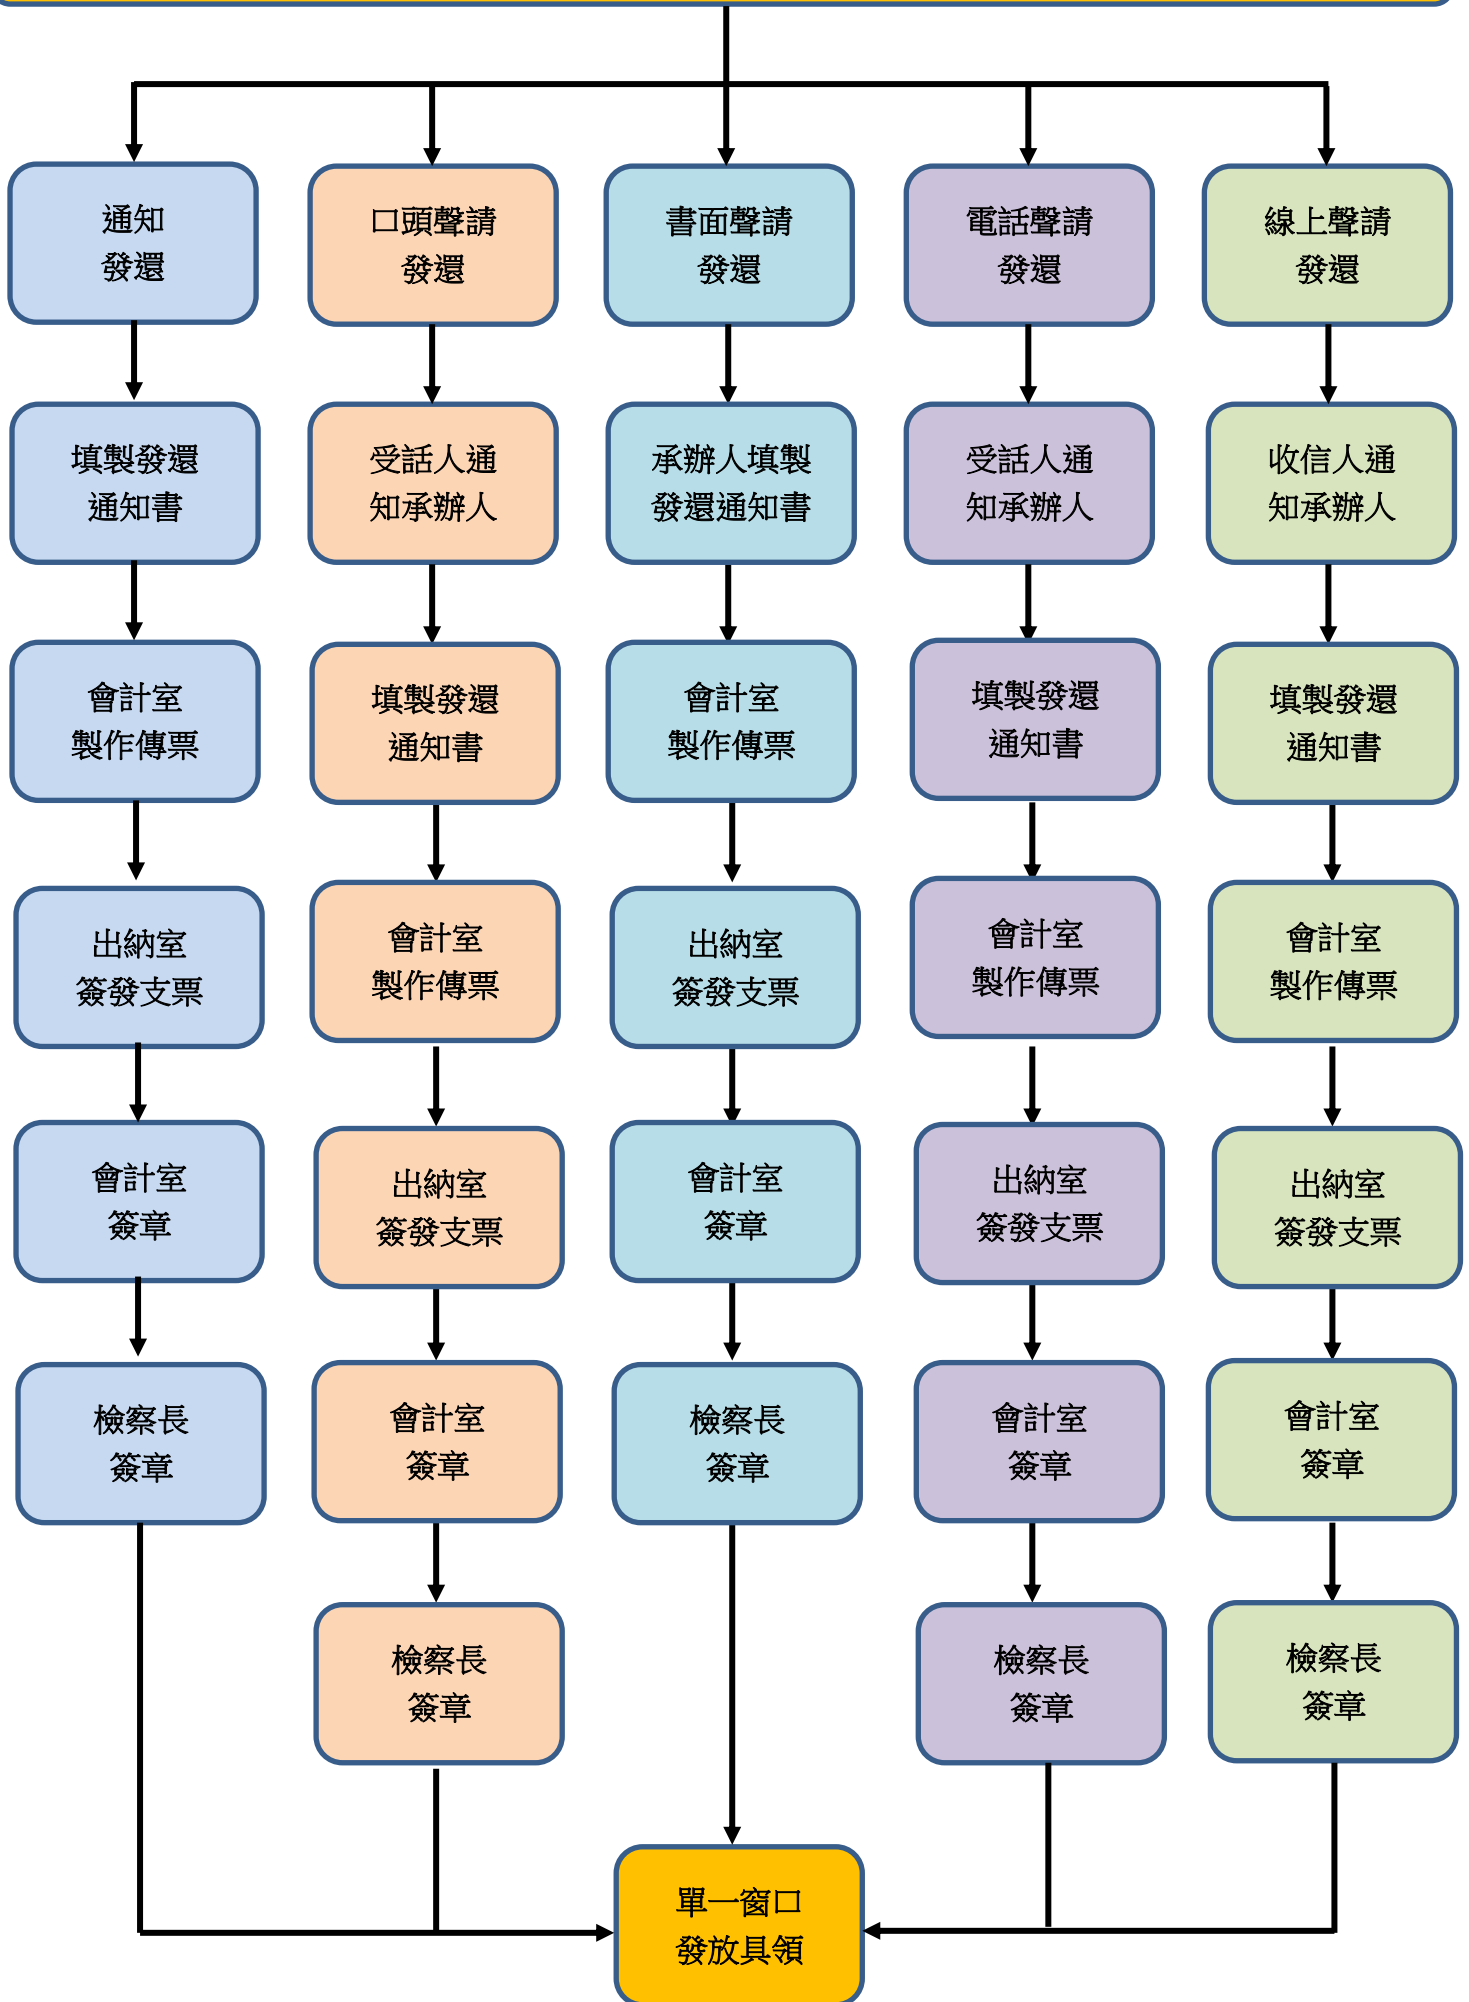 通知
發還
口頭聲請
發還
書面聲請
發還
電話聲請
發還
線上聲請
發還
填製發還
通知書
受話人通
知承辦人
承辦人填製
發還通知書
受話人通
知承辦人
收信人通
知承辦人
會計室
製作傳票
填製發還
通知書
會計室
製作傳票
填製發還
通知書
填製發還
通知書
出納室
簽發支票
會計室
製作傳票
出納室
簽發支票
會計室
製作傳票
會計室
製作傳票
會計室
簽章
出納室
簽發支票
會計室
簽章
出納室
簽發支票
出納室
簽發支票
檢察長
簽章
會計室
簽章
檢察長
簽章
會計室
簽章
會計室
簽章
檢察長
簽章
檢察長
簽章
檢察長
簽章
單一窗口
發放具領